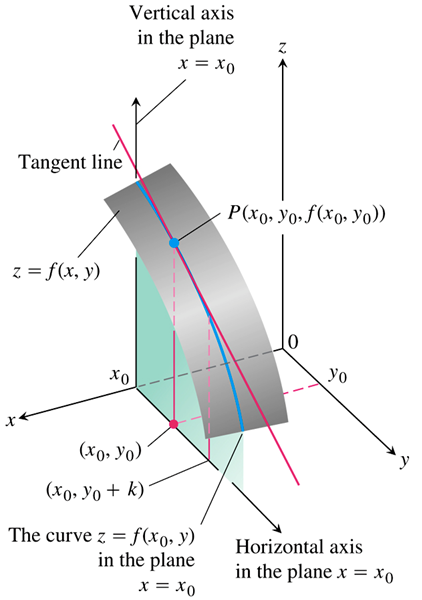 Vertical axis
in the plane
x = x₀
z
Tangent line
P(x₀, y₀, f(x₀, y₀))
z = f(x, y)
0
x₀
y₀
x
(x₀, y₀)
y
(x₀, y₀ + k)
The curve z = f(x₀, y)
in the plane
x = x₀
Horizontal axis
in the plane x = x₀